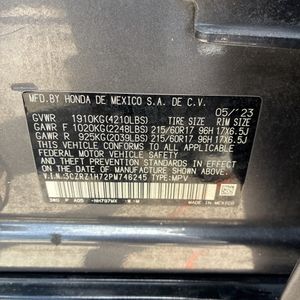 MFD.BY HONDA DE MEXICO S.A. DE C.V.
05/'23
GVWR 1910KG(4210LBS) TIRE SIZE RIM SIZE
GAWR F 1020KG(2248LBS) 215/60R17 96H 17X6.5J
GAWR R 925KG(2039LBS) 215/60R17 96H 17X6.5J
THIS VEHICLE CONFORMS TO ALL APPLICABLE
FEDERAL MOTOR VEHICLE SAFETY AND
THEFT PREVENTION STANDARDS IN EFFECT ON THE
DATE OF MANUFACTURE SHOWN ABOVE.
V.I.N.:3CZRZ1H72PM746245 TYPE:MPV
P A05 -NH797MX -W-M
MADE IN MEXICO